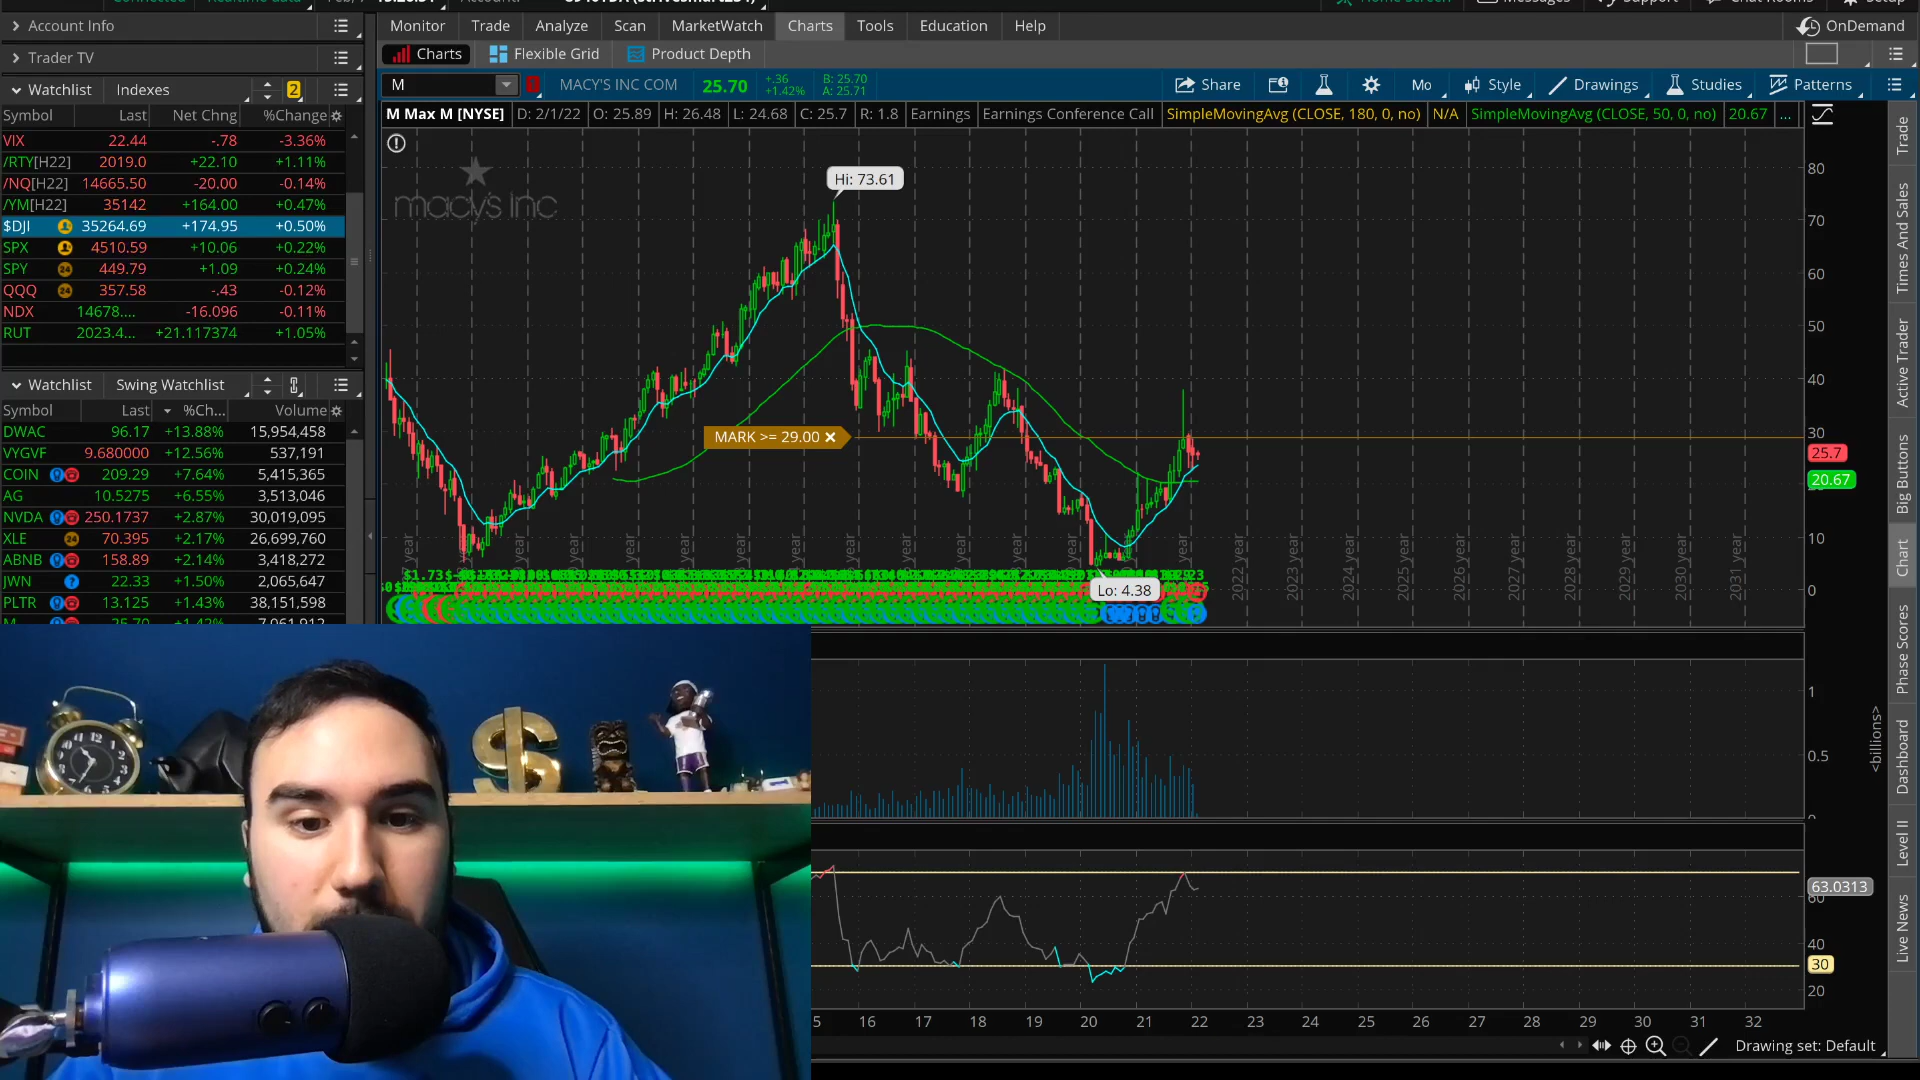 Account Info
Trader TV
Watchlist Indexes 2
Symbol Last Net Chng %Change
VIX 22.44 -.78 -3.36%
/RTY[H22] 2019.0 +22.10 +1.11%
/NQ[H22] 14665.50 -20.00 -0.14%
/YM[H22] 35142 +164.00 +0.47%
$DJI 35264.69 +174.95 +0.50%
SPX 4510.59 +10.06 +0.22%
SPY 24 449.79 +1.09 +0.24%
QQQ 24 357.58 -.43 -0.12%
NDX 14678.... -16.096 -0.11%
RUT 2023.4... +21.117374 +1.05%
Watchlist Swing Watchlist
Symbol Last %Ch... Volume
DWAC 96.17 +13.88% 15,954,458
VYGVF 9.680000 +12.56% 537,191
COIN 209.29 +7.64% 5,415,365
AG 10.5275 +6.55% 3,513,046
NVDA 250.1737 +2.87% 30,019,095
XLE 24 70.395 +2.17% 26,699,760
ABNB 158.89 +2.14% 3,418,272
JWN ? 22.33 +1.50% 2,065,647
PLTR 13.125 +1.43% 38,151,598
M 25.70 +1.42% 7,061,912
Monitor Trade Analyze Scan MarketWatch Charts Tools Education Help OnDemand
Charts Flexible Grid Product Depth
M MACY'S INC COM 25.70 +.36 +1.42% B: 25.70 A: 25.71 Share Mo Style Drawings Studies Patterns
M Max M [NYSE] D: 2/1/22 O: 25.89 H: 26.48 L: 24.68 C: 25.7 R: 1.8 Earnings Earnings Conference Call SimpleMovingAvg (CLOSE, 180, 0, no) N/A SimpleMovingAvg (CLOSE, 50, 0, no) 20.67 ...
macy's inc
Hi: 73.61
MARK >= 29.00
Lo: 4.38
80
70
60
50
40
30
25.7
20.67
10
0
2022 year
2023 year
2024 year
2025 year
2026 year
2027 year
2028 year
2029 year
2030 year
2031 year
1
0.5
<billions>
63.0313
60
40
30
20
5 16 17 18 19 20 21 22 23 24 25 26 27 28 29 30 31 32
Drawing set: Default
Trade
Times And Sales
Active Trader
Big Buttons
Chart
Phase Scores
Dashboard
Level II
Live News